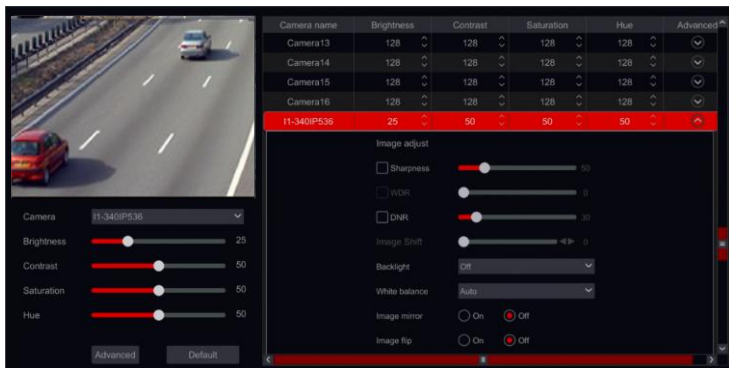 Camera name Brightness Contrast Saturation Hue Advanced
Camera13 128 128 128 128
Camera14 128 128 128 128
Camera15 128 128 128 128
Camera16 128 128 128 128
I1-340IP536 25 50 50 50
Image adjust
Sharpness 50
WDR 0
DNR 30
Image Shift 0
Backlight Off
White balance Auto
Image mirror On Off
Image flip On Off
Camera I1-340IP536
Brightness 25
Contrast 50
Saturation 50
Hue 50
Advanced Default